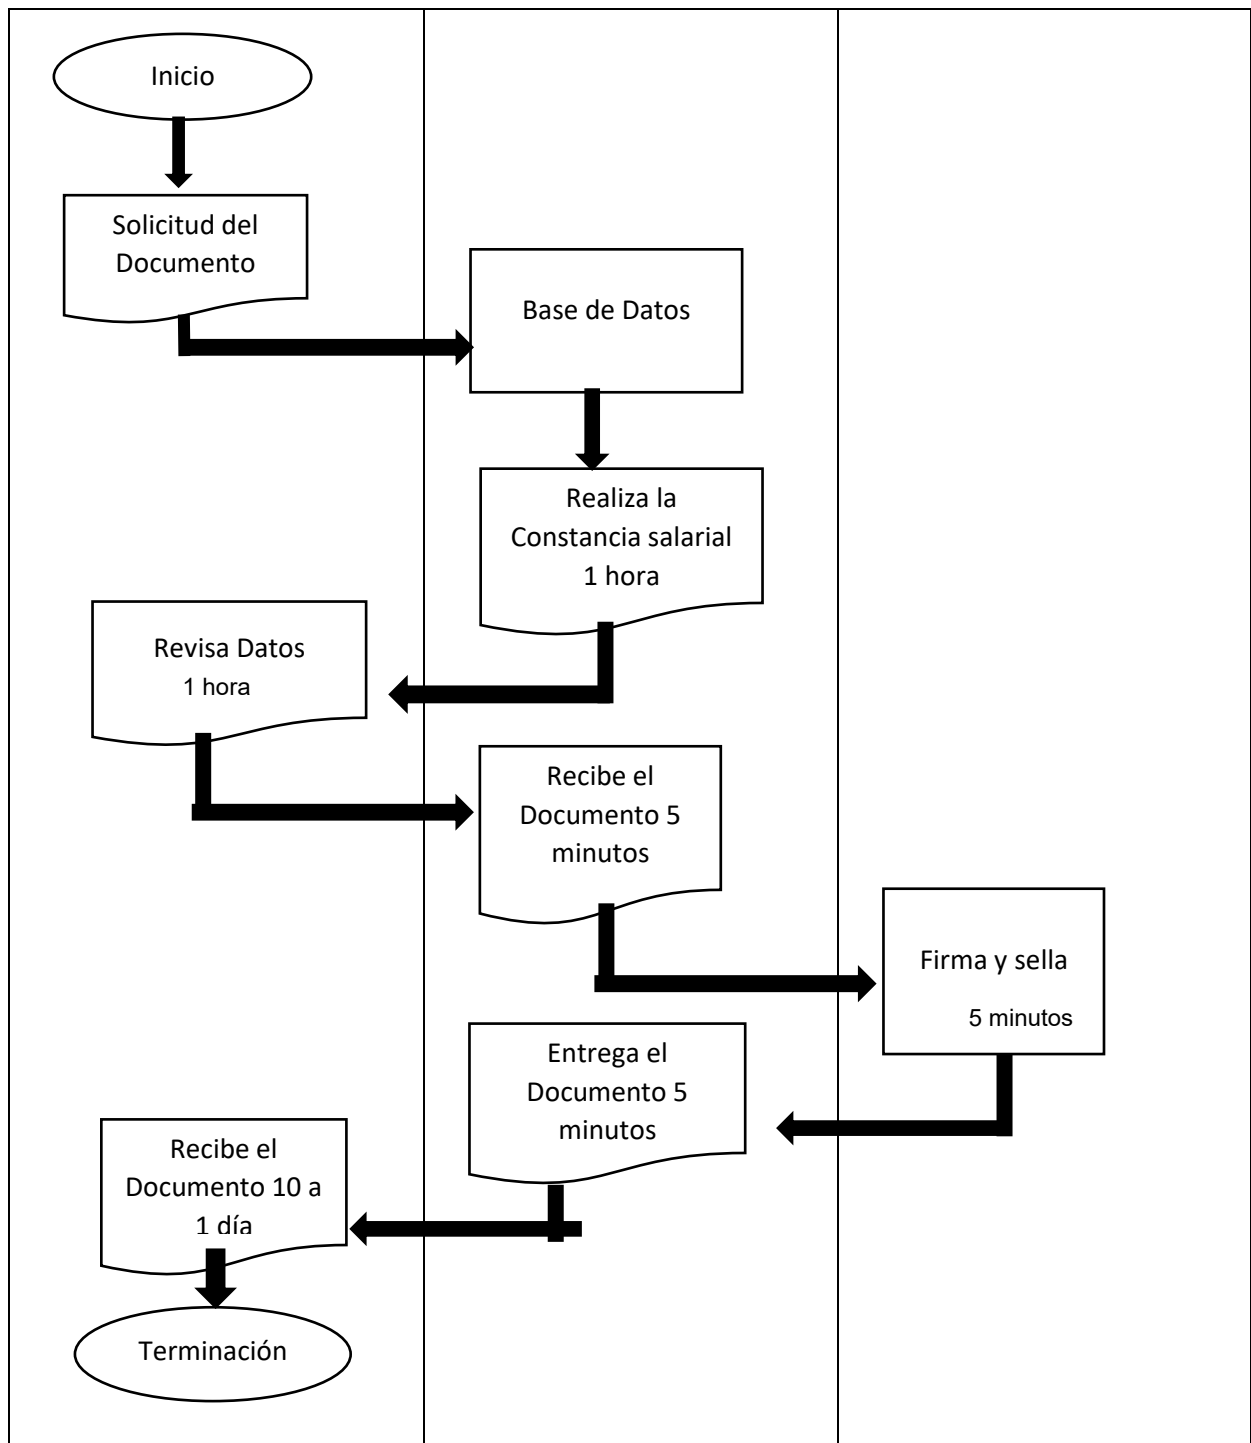 Inicio
Solicitud del
Documento
Base de Datos
Realiza la
Constancia salarial
1 hora
Revisa Datos
1 hora
Recibe el
Documento 5
minutos
Firma y sella
5 minutos
Entrega el
Documento 5
minutos
Recibe el
Documento 10 a
1 día
Terminación